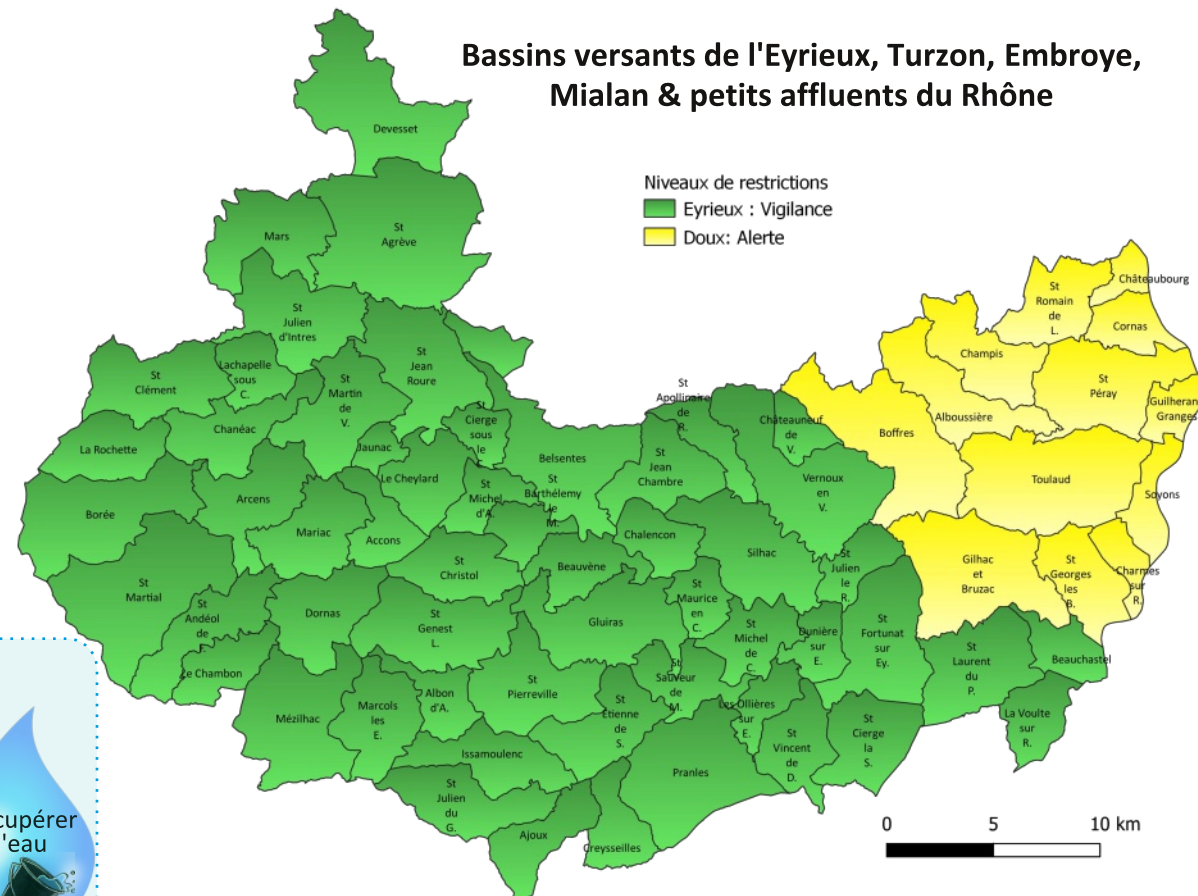 Bassins versants de l'Eyrieux, Turzon, Embroye,
Mialan & petits affluents du Rhône
Niveaux de restrictions
Eyrieux : Vigilance
Doux: Alerte
Devesset
St
Agrève
Mars
St
Julien
d'Intres
St
Jean
Roure
Lachapelle
sous
C.
St
Clément
St
Martin
de
V.
St
Cierge
sous
le
Chanéac
Jaunac
La Rochette
Le Cheylard
Belsentes
St
Michel
d'A.
St
Barthélemy
le
M.
Arcens
Borée
Mariac
Accons
St
Christol
Beauvène
St
Apollinaire
de
R.
St
Jean
Chambre
Châteauneuf
de
V.
Vernoux
en
V.
Chalencon
Silhac
St
Julien
le
R.
St
Martial
St
Andéol
de
F.
Le Chambon
Dornas
St
Genest
L.
Gluiras
St
Maurice
en
C.
St
Michel
de
C.
Dunière
sur
E.
St
Fortunat
sur
Ey.
Mézilhac
Marcols
les
E.
Albon
d'A.
St
Pierreville
St
Sauveur
de
M.
St
Etienne
de
S.
Les Ollières
sur
E.
St
Vincent
de
D.
St
Cierge
la
S.
Issamoulenc
Pranles
St
Julien
du
G.
Ajoux
Creysseilles
St
Laurent
du
P.
Beauchastel
La Voulte
sur
R.
Châteaubourg
St
Romain
de
L.
Cornas
Champis
St
Péray
Guilheran
Granges
Alboussière
Boffres
Toulaud
Soyons
Gilhac
et
Bruzac
St
Georges
les
B.
Charmes
sur
R.
0 5 10 km
cupérer
'eau